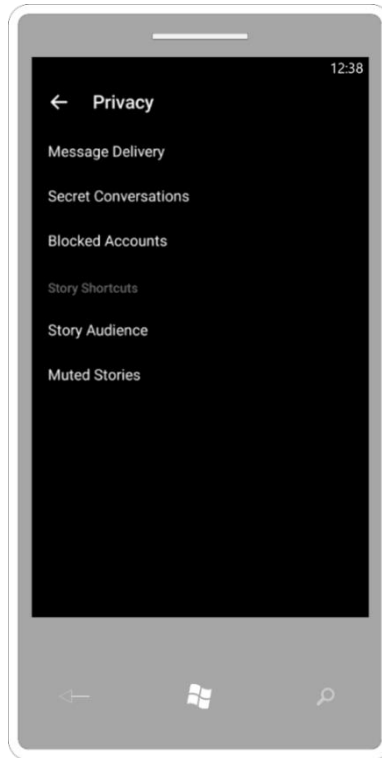 12:38
Privacy
Message Delivery
Secret Conversations
Blocked Accounts
Story Shortcuts
Story Audience
Muted Stories